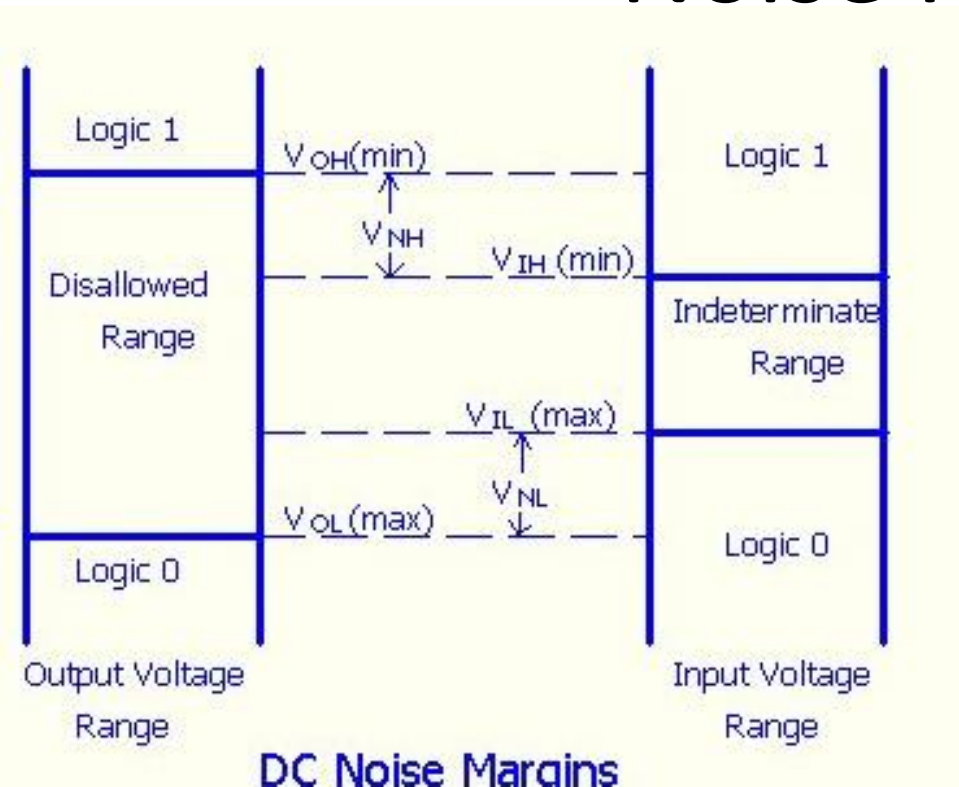 Logic 1
Disallowed
Range
Logic 0
Output Voltage
Range
V OH(min)
V NH
V IH (min)
V IL (max)
V NL
V OL(max)
Logic 1
Indeterminate
Range
Logic 0
Input Voltage
Range
DC Noise Margins